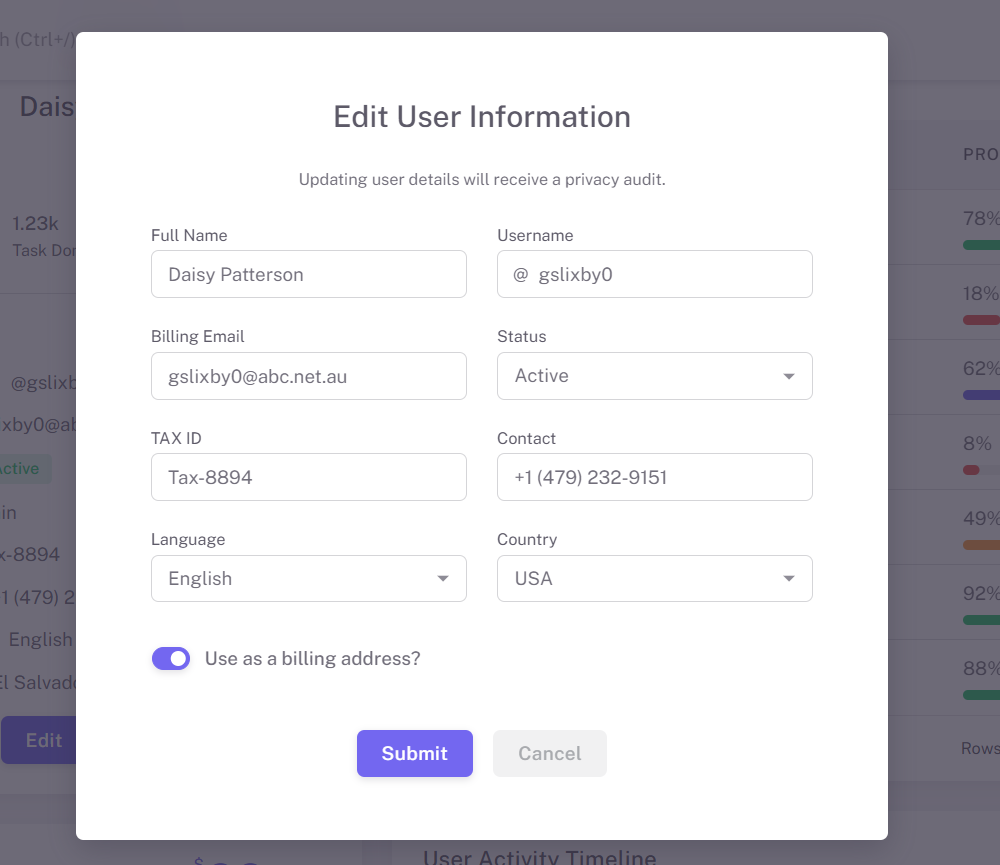 h (Ctrl+/)
Edit User Information
Updating user details will receive a privacy audit.
Full Name
Daisy Patterson
Username
@ gslixby0
Billing Email
gslixby0@abc.net.au
Status
Active
TAX ID
Tax-8894
Contact
+1 (479) 232-9151
Language
English
Country
USA
Use as a billing address?
Submit
Cancel
Dais
1.23k
Task Don
@gslixb
xby0@ab
Active
in
x-8894
1 (479) 2
English
El Salvado
Edit
$
PRO
78%
18%
62%
8%
49%
92%
88%
Rows
User Activity Timeline